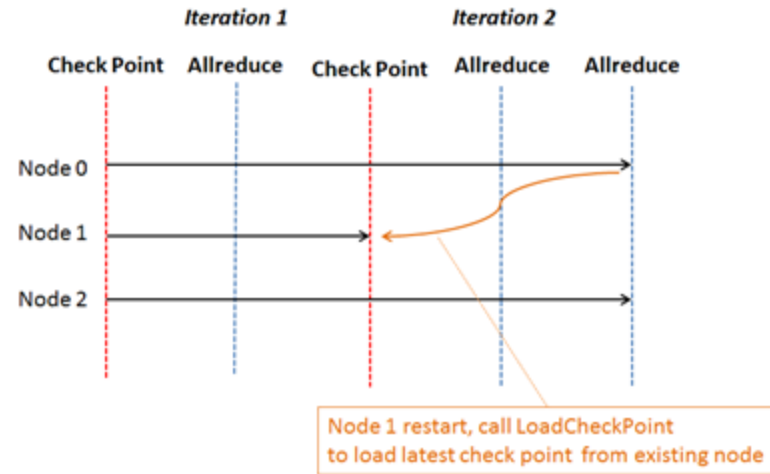 Iteration 1 Iteration 2
Check Point Allreduce Check Point Allreduce Allreduce
Node 0
Node 1
Node 2
Node 1 restart, call LoadCheckPoint
to load latest check point from existing node